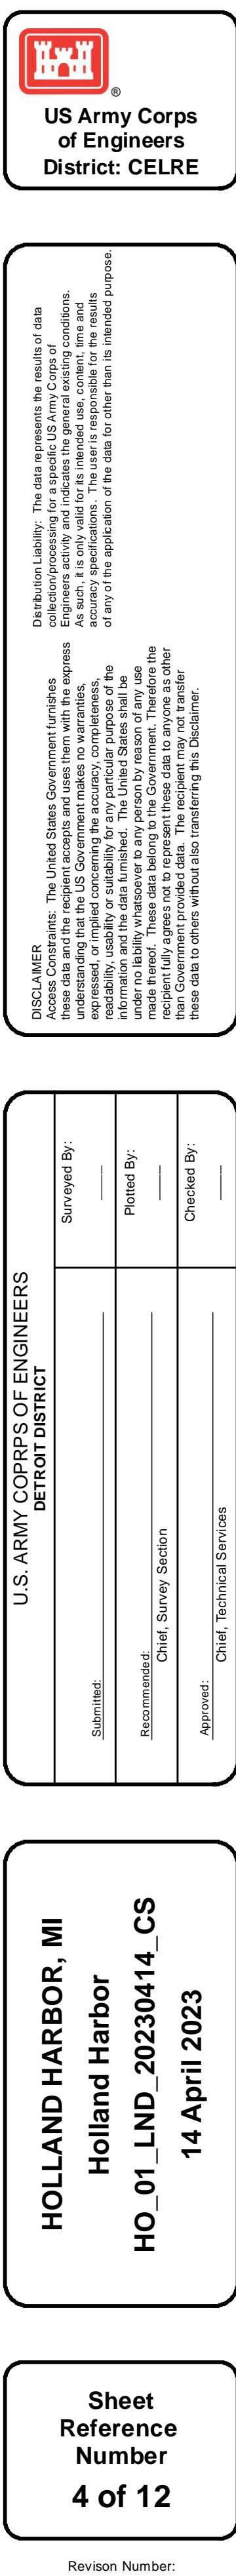 ®
US Army Corps
of Engineers
District: CELRE
DISCLAIMER
Access Constraints: The United States Government furnishes
these data and the recipient accepts and uses them with the express
understanding that the US Government makes no warranties,
expressed, or implied concerning the accuracy, completeness,
readability, usability or suitability for any particular purpose of the
information and the data furnished. The United States shall be
under no liability whatsoever to any person by reason of any use
made thereof. These data belong to the Government. Therefore the
recipient fully agrees not to represent these data to anyone as other
than Government provided data. The recipient may not transfer
these data to others without also transferring this Disclaimer.
Distribution Liability: The data represents the results of data
collection/processing for a specific US Army Corps of
Engineers activity and indicates the general existing conditions.
As such, it is only valid for its intended use, content, time and
accuracy specifications. The user is responsible for the results
of any of the application of the data for other than its intended purpose.
U.S. ARMY COPRPS OF ENGINEERS
DETROIT DISTRICT
Submitted:
Surveyed By:
Recommended:
Chief, Survey Section
Plotted By:
Approved:
Chief, Technical Services
Checked By:
HOLLAND HARBOR, MI
Holland Harbor
HO_01_LND_20230414_CS
14 April 2023
Sheet
Reference
Number
4 of 12
Revison Number: